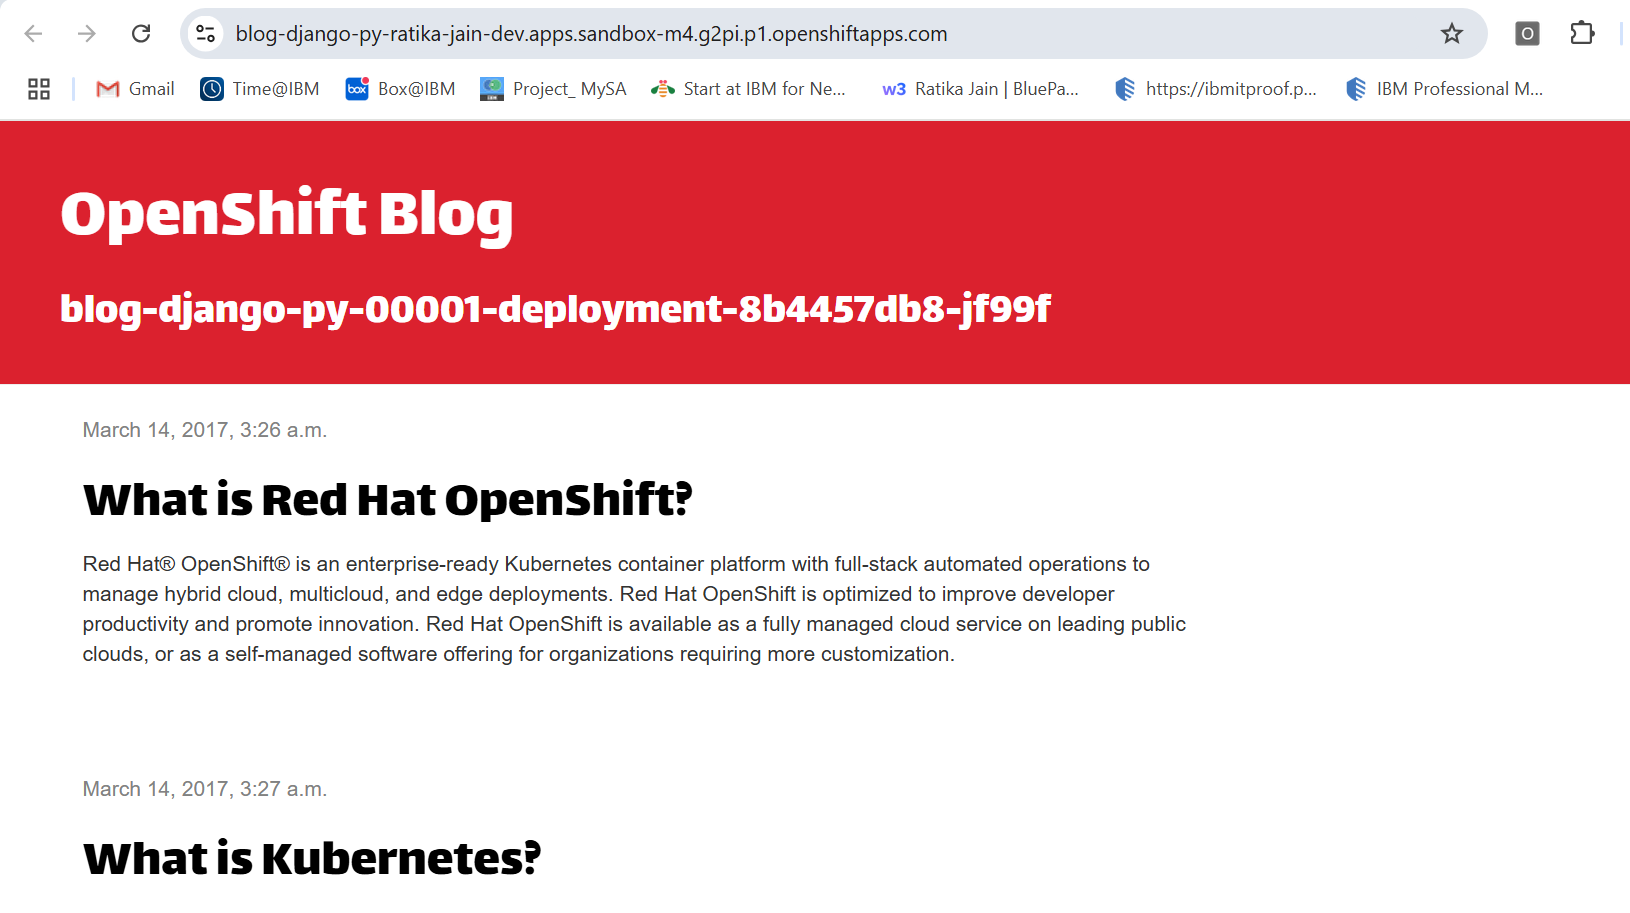 blog-django-py-ratika-jain-dev.apps.sandbox-m4.g2pi.p1.openshiftapps.com
O
Gmail
Time@IBM
box Box@IBM
IBM Project_ MySA
Start at IBM for Ne...
w3 Ratika Jain | BluePa...
https://ibmitproof.p...
IBM Professional M...
OpenShift Blog
blog-django-py-00001-deployment-8b4457db8-jf99f
March 14, 2017, 3:26 a.m.
What is Red Hat OpenShift?
Red Hat® OpenShift® is an enterprise-ready Kubernetes container platform with full-stack automated operations to
manage hybrid cloud, multicloud, and edge deployments. Red Hat OpenShift is optimized to improve developer
productivity and promote innovation. Red Hat OpenShift is available as a fully managed cloud service on leading public
clouds, or as a self-managed software offering for organizations requiring more customization.
March 14, 2017, 3:27 a.m.
What is Kubernetes?